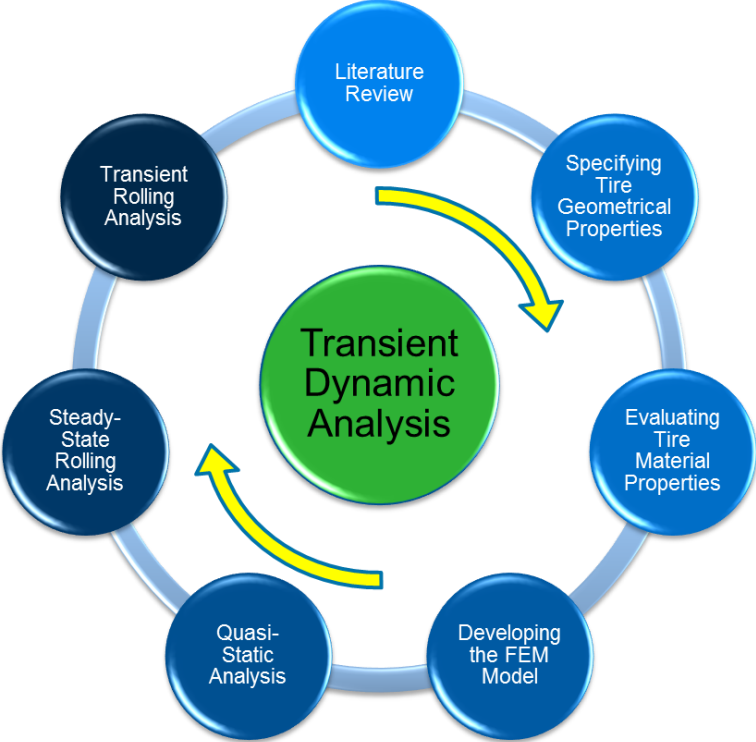 Literature
Review
Specifying
Tire
Geometrical
Properties
Evaluating
Tire
Material
Properties
Developing
the FEM
Model
Quasi-
Static
Analysis
Steady-
State
Rolling
Analysis
Transient
Rolling
Analysis
Transient
Dynamic
Analysis